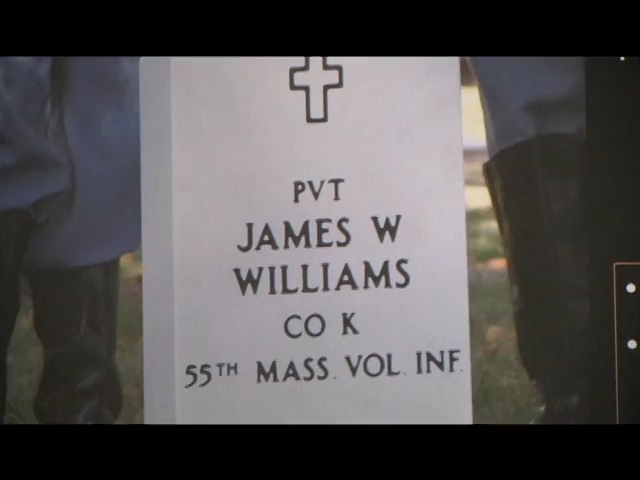 PVT
JAMES W
WILLIAMS
CO K
55TH MASS. VOL. INF.